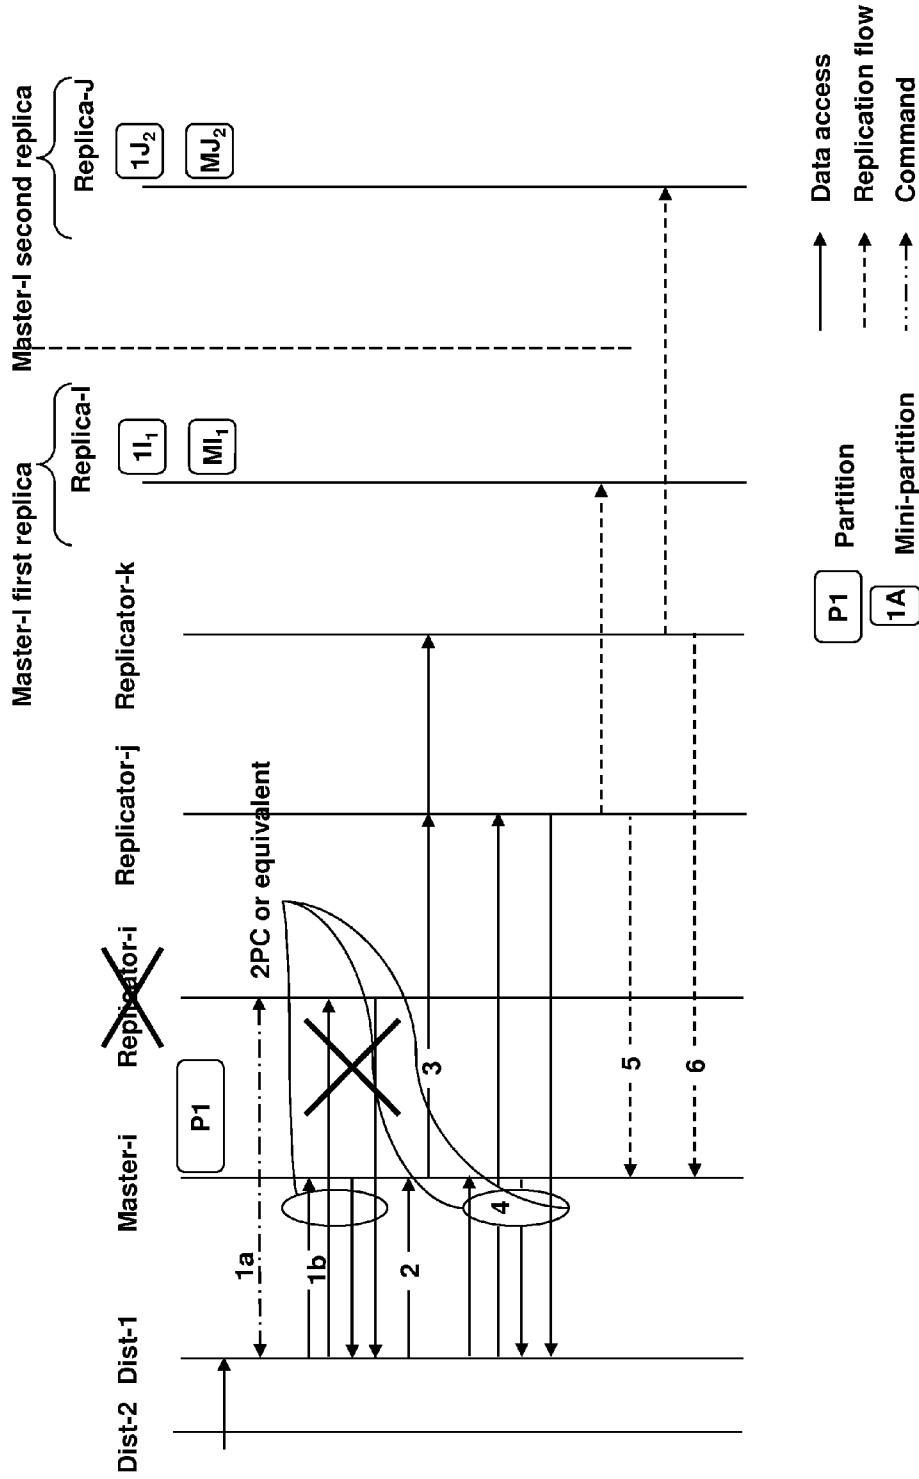 Master-I first replica
Master-I second replica
Replica-I
Replica-J
Dist-2
Dist-1
Master-i
Replicator-i
Replicator-j
Replicator-k
1I₁
1J₂
MI₁
MJ₂
P1
1a
2PC or equivalent
1b
2
3
4
5
6
P1
Partition
Data access
Replication flow
1A
Mini-partition
Command